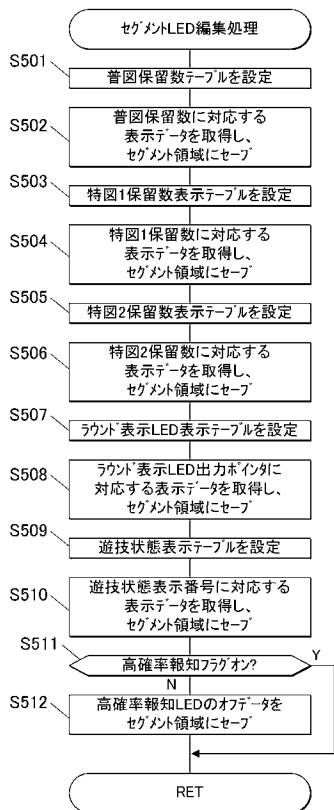 セグメントLED編集処理
S501
普図保留数テーブルを設定
S502
普図保留数に対応する
表示データを取得し、
セグメント領域にセーブ
S503
特図1保留数表示テーブルを設定
S504
特図1保留数に対応する
表示データを取得し、
セグメント領域にセーブ
S505
特図2保留数表示テーブルを設定
S506
特図2保留数に対応する
表示データを取得し、
セグメント領域にセーブ
S507
ラウンド表示LED表示テーブルを設定
S508
ラウンド表示LED出力ポインタに
対応する表示データを取得し、
セグメント領域にセーブ
S509
遊技状態表示テーブルを設定
S510
遊技状態表示番号に対応する
表示データを取得し、
セグメント領域にセーブ
S511
高確率報知フラグオン?
Y
N
S512
高確率報知LEDのオフデータを
セグメント領域にセーブ
RET